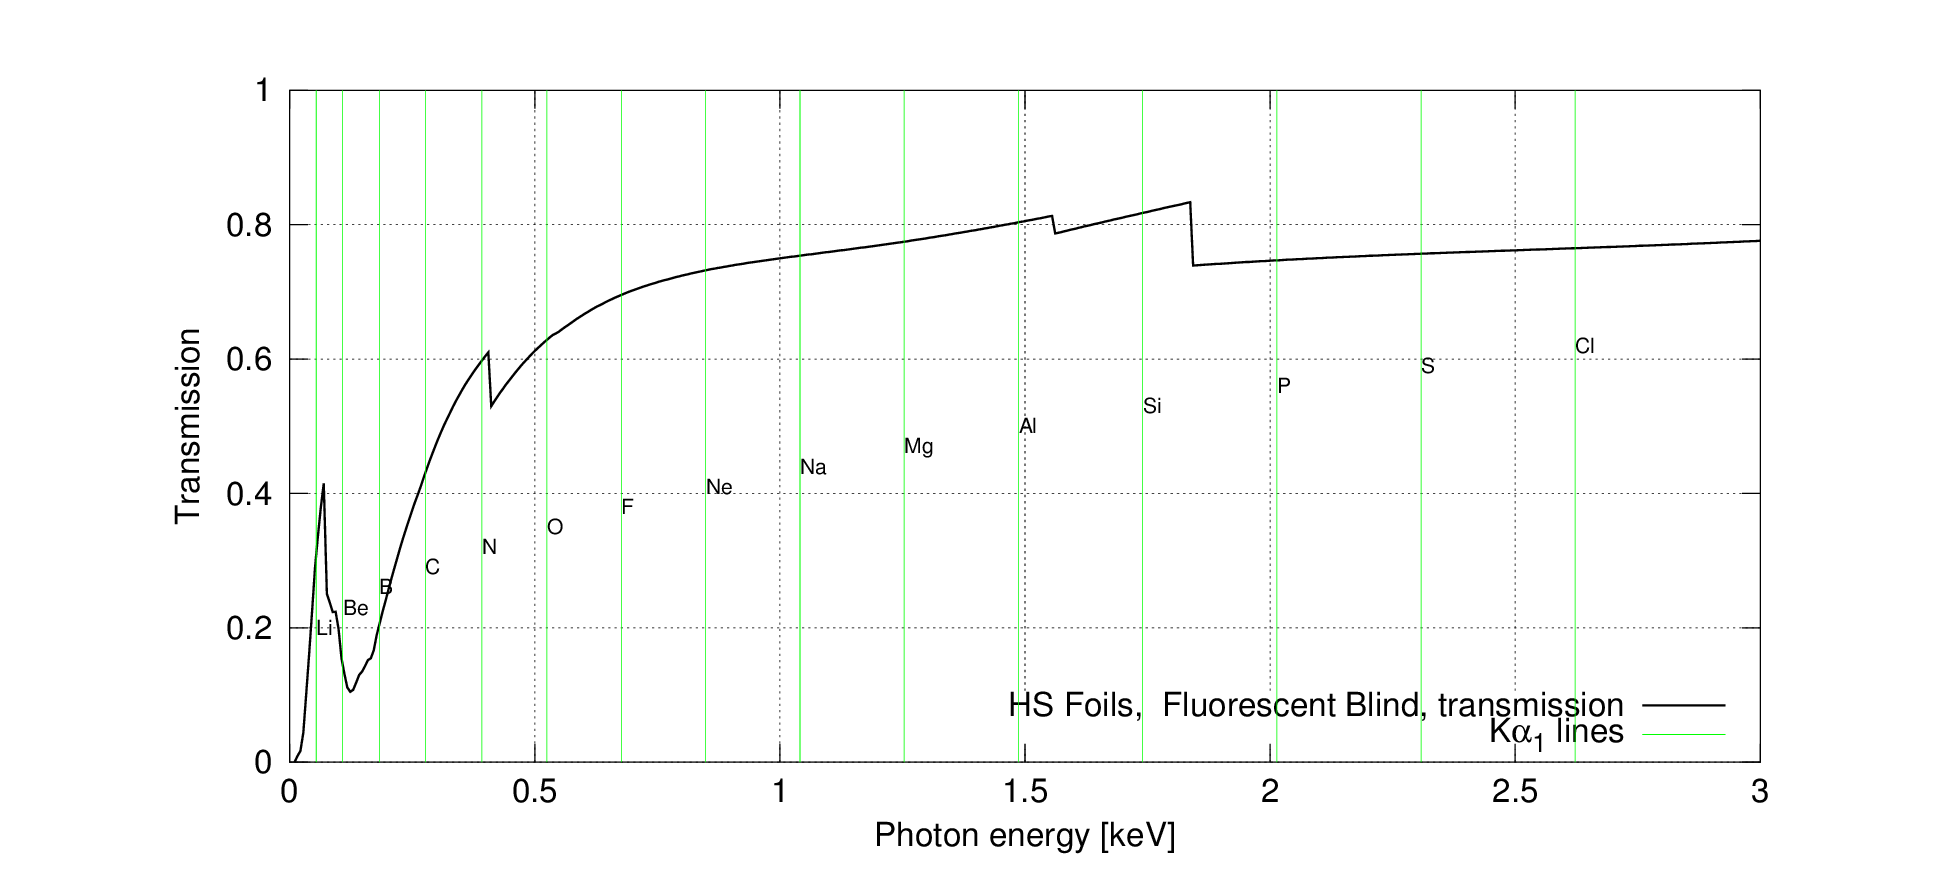 1
0.8
0.6
0.4
0.2
0
Transmission
Cl
S
P
Si
Al
Mg
Na
Ne
F
O
N
C
B
Be
Li
HS Foils,  Fluorescent Blind, transmission
Kα1 lines
0 0.5 1 1.5 2 2.5 3
Photon energy [keV]